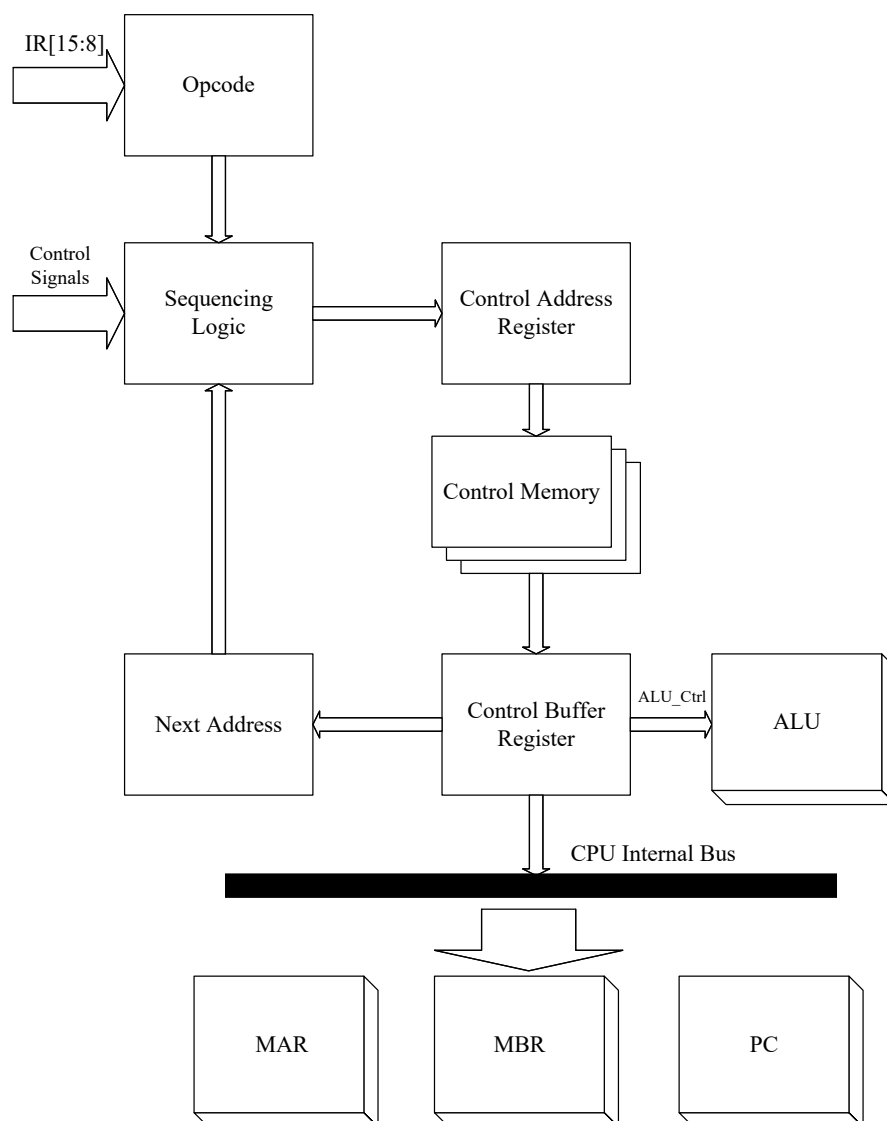 IR[15:8]
Opcode
Control
Signals
Sequencing
Logic
Control Address
Register
Control Memory
Next Address
Control Buffer
Register
ALU_Ctrl
ALU
CPU Internal Bus
MAR
MBR
PC